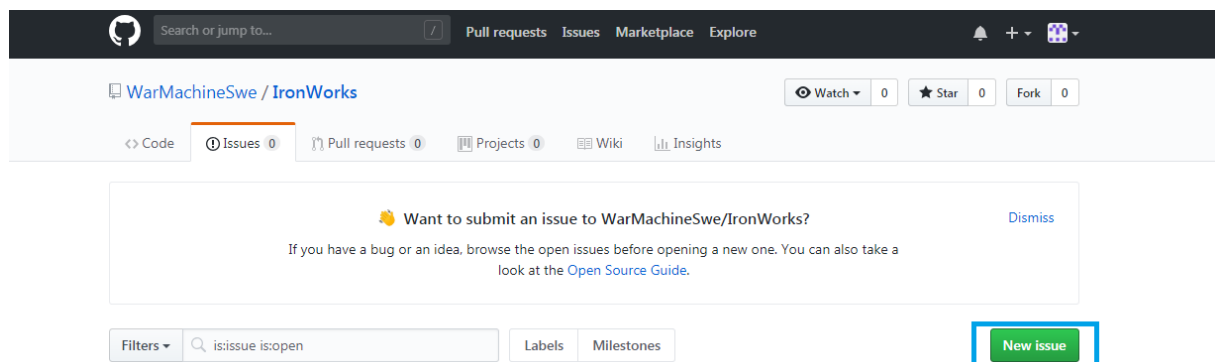 Search or jump to... / Pull requests Issues Marketplace Explore
WarMachineSwe / IronWorks Watch 0 Star 0 Fork 0
<> Code Issues 0 Pull requests 0 Projects 0 Wiki Insights
Want to submit an issue to WarMachineSwe/IronWorks? Dismiss
If you have a bug or an idea, browse the open issues before opening a new one. You can also take a
look at the Open Source Guide.
Filters is:issue is:open Labels Milestones New issue